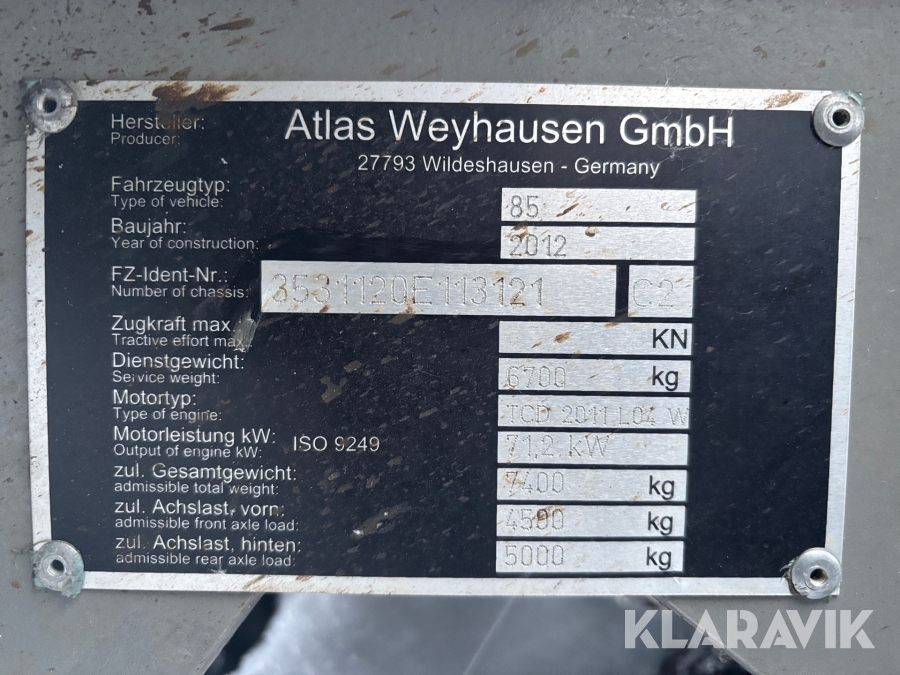 Hersteller: Atlas Weyhausen GmbH
Producer: 27793 Wildeshausen - Germany
Fahrzeugtyp:
Type of vehicle: 85
Baujahr:
Year of construction: 2012
FZ-Ident-Nr.:
Number of chassis: 3531120E113121 C2
Zugkraft max.
Tractive effort max.: KN
Dienstgewicht:
Service weight: 6700 kg
Motortyp:
Type of engine: TCD 2011 L04 W
Motorleistung kW: ISO 9249
Output of engine kW: 71,2 kW
zul. Gesamtgewicht:
admissible total weight: 7400 kg
zul. Achslast, vorn:
admissible front axle load: 4500 kg
zul. Achslast, hinten:
admissible rear axle load: 5000 kg
KLARAVIK